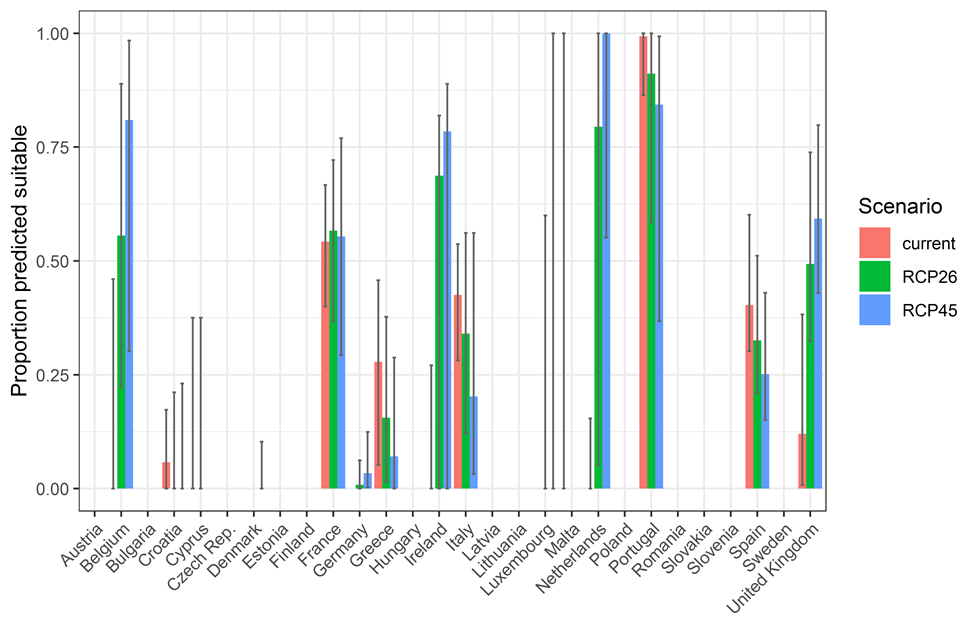 Proportion predicted suitable
1.00
0.75
0.50
0.25
0.00
Austria
Belgium
Bulgaria
Croatia
Cyprus
Czech Rep.
Denmark
Estonia
Finland
France
Germany
Greece
Hungary
Ireland
Italy
Latvia
Lithuania
Luxembourg
Malta
Netherlands
Poland
Portugal
Romania
Slovakia
Slovenia
Spain
Sweden
United Kingdom
Scenario
current
RCP26
RCP45